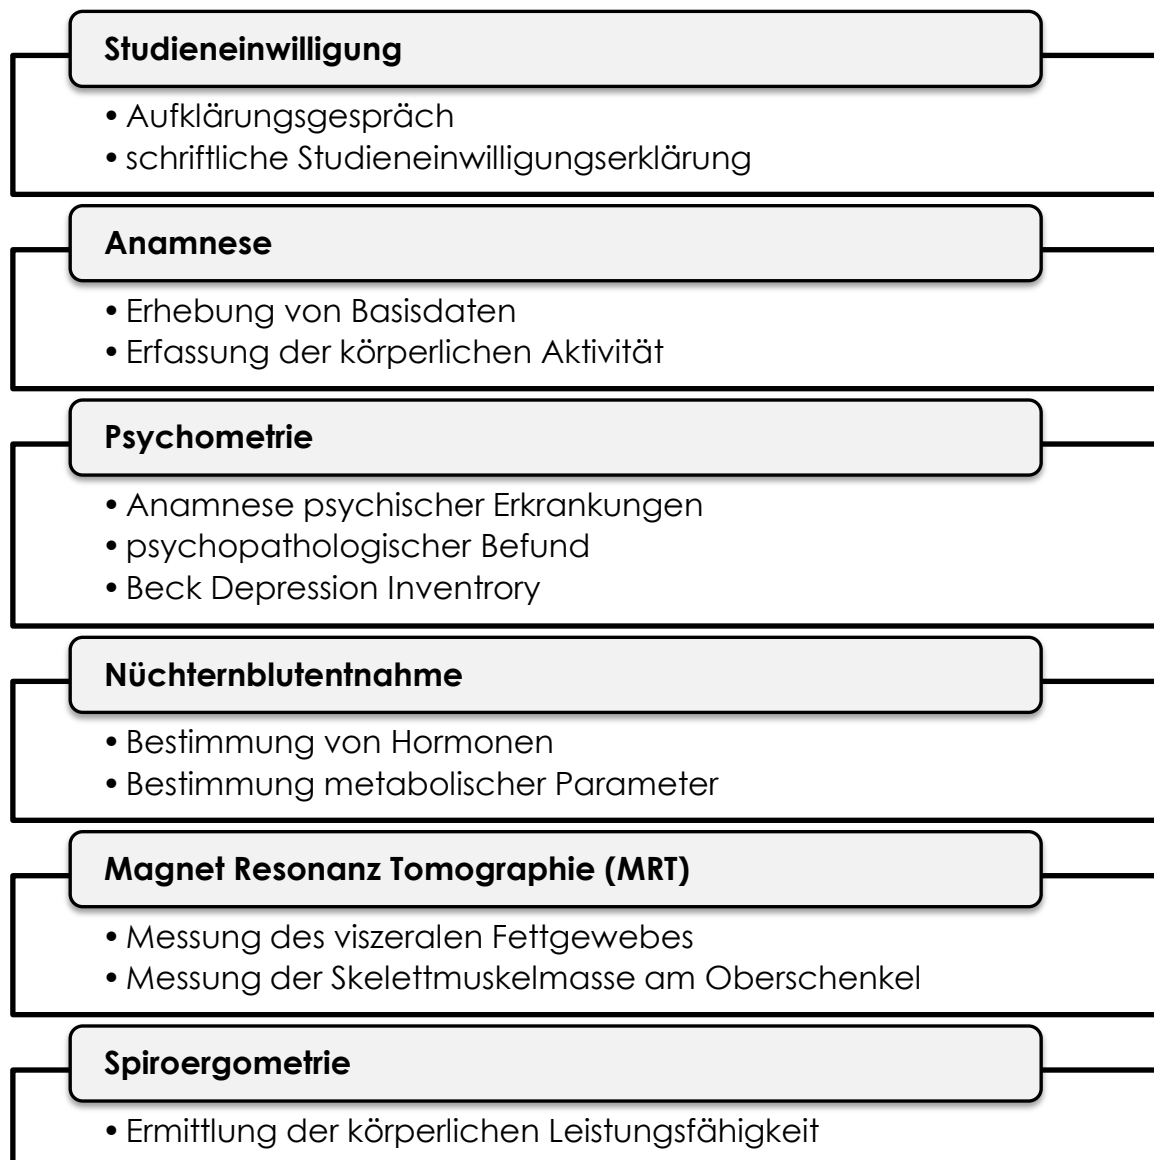 Studieneinwilligung
• Aufklärungsgespräch
• schriftliche Studieneinwilligungserklärung
Anamnese
• Erhebung von Basisdaten
• Erfassung der körperlichen Aktivität
Psychometrie
• Anamnese psychischer Erkrankungen
• psychopathologischer Befund
• Beck Depression Inventrory
Nüchternblutentnahme
• Bestimmung von Hormonen
• Bestimmung metabolischer Parameter
Magnet Resonanz Tomographie (MRT)
• Messung des viszeralen Fettgewebes
• Messung der Skelettmuskelmasse am Oberschenkel
Spiroergometrie
• Ermittlung der körperlichen Leistungsfähigkeit